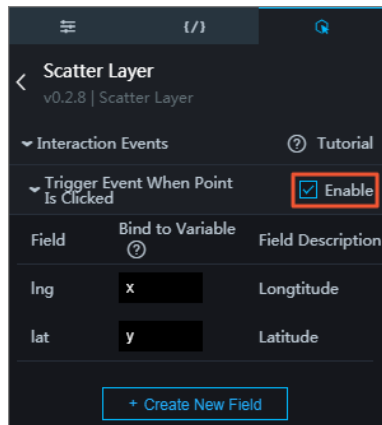 {/}
Scatter Layer
v0.2.8 | Scatter Layer
Interaction Events
? Tutorial
Trigger Event When Point
Is Clicked
Enable
Field
Bind to Variable
?
Field Description
lng
x
Longtitude
lat
y
Latitude
+ Create New Field